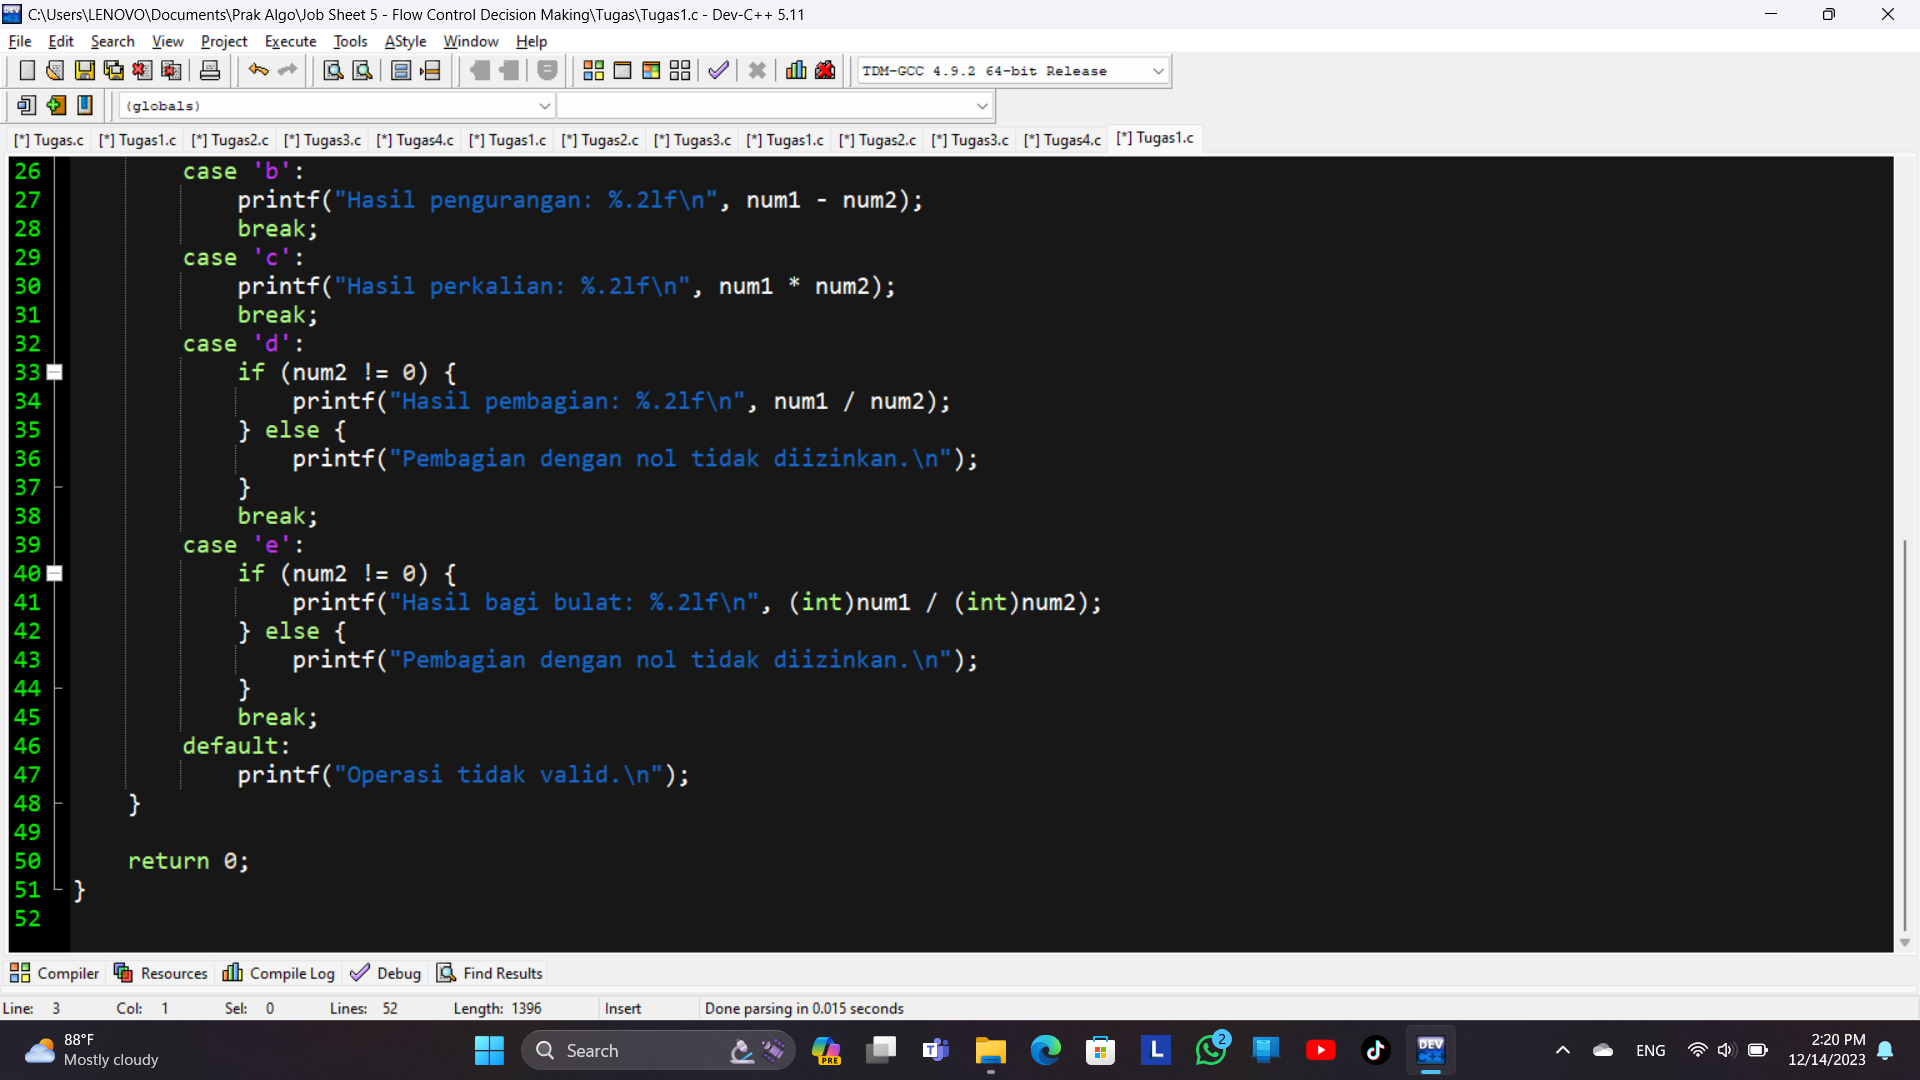 C:\Users\LENOVO\Documents\Prak Algo\Job Sheet 5 - Flow Control Decision Making\Tugas\Tugas1.c - Dev-C++ 5.11
File Edit Search View Project Execute Tools AStyle Window Help
TDM-GCC 4.9.2 64-bit Release
(globals)
[*] Tugas.c [*] Tugas1.c [*] Tugas2.c [*] Tugas3.c [*] Tugas4.c [*] Tugas1.c [*] Tugas2.c [*] Tugas3.c [*] Tugas1.c [*] Tugas2.c [*] Tugas3.c [*] Tugas4.c [*] Tugas1.c
26 case 'b':
27 printf("Hasil pengurangan: %.2lf\n", num1 - num2);
28 break;
29 case 'c':
30 printf("Hasil perkalian: %.2lf\n", num1 * num2);
31 break;
32 case 'd':
33 if (num2 != 0) {
34 printf("Hasil pembagian: %.2lf\n", num1 / num2);
35 } else {
36 printf("Pembagian dengan nol tidak diizinkan.\n");
37 }
38 break;
39 case 'e':
40 if (num2 != 0) {
41 printf("Hasil bagi bulat: %.2lf\n", (int)num1 / (int)num2);
42 } else {
43 printf("Pembagian dengan nol tidak diizinkan.\n");
44 }
45 break;
46 default:
47 printf("Operasi tidak valid.\n");
48 }
49
50 return 0;
51 }
52
Compiler Resources Compile Log Debug Find Results
Line: 3 Col: 1 Sel: 0 Lines: 52 Length: 1396 Insert Done parsing in 0.015 seconds
88°F
Mostly cloudy
Search
PRE
T
L
2
DEV
C++
ENG
2:20 PM
12/14/2023